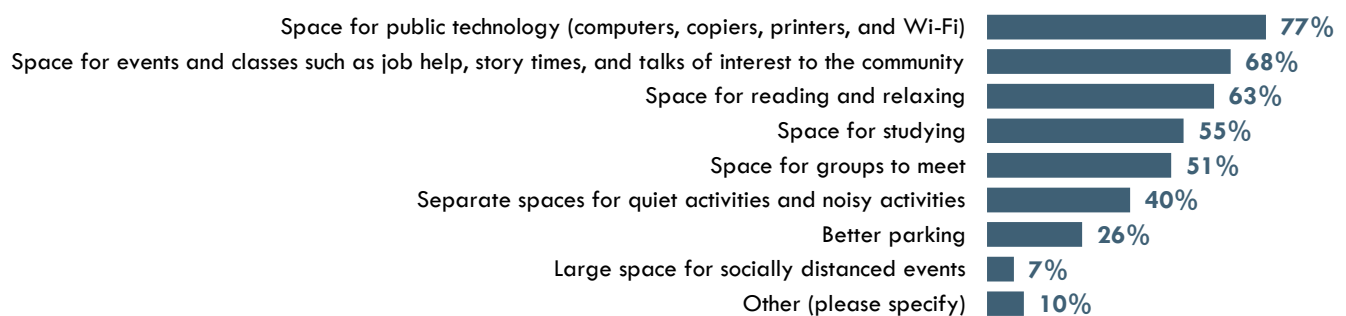 Space for public technology (computers, copiers, printers, and Wi-Fi) 77%
Space for events and classes such as job help, story times, and talks of interest to the community 68%
Space for reading and relaxing 63%
Space for studying 55%
Space for groups to meet 51%
Separate spaces for quiet activities and noisy activities 40%
Better parking 26%
Large space for socially distanced events 7%
Other (please specify) 10%